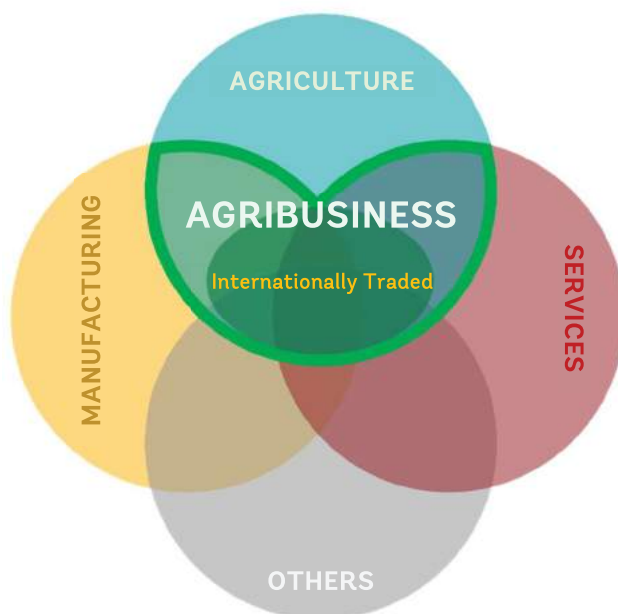 AGRICULTURE
AGRIBUSINESS
Internationally Traded
MANUFACTURING
SERVICES
OTHERS